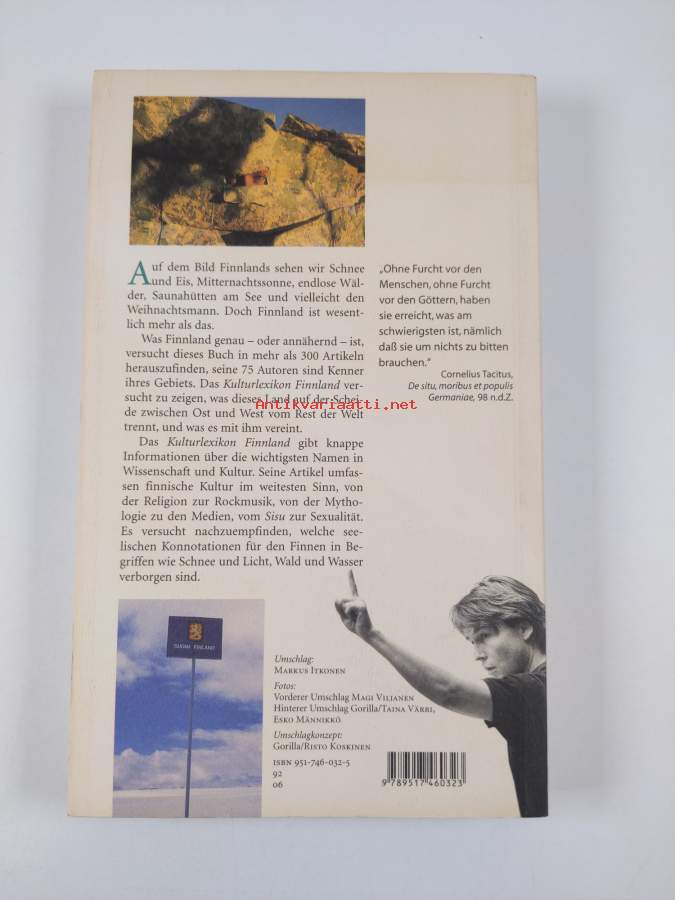 Auf dem Bild Finnlands sehen wir Schnee
und Eis, Mitternachtssonne, endlose Wäl-
der, Saunahütten am See und vielleicht den
Weihnachtsmann. Doch Finnland ist wesent-
lich mehr als das.
Was Finnland genau – oder annähernd – ist,
versucht dieses Buch in mehr als 300 Artikeln
herauszufinden, seine 75 Autoren sind Kenner
ihres Gebiets. Das Kulturlexikon Finnland ver-
sucht zu zeigen, was dieses Land auf der Schei-
de zwischen Ost und West vom Rest der Welt
trennt, und was es mit ihm vereint.
Das Kulturlexikon Finnland gibt knappe
Informationen über die wichtigsten Namen in
Wissenschaft und Kultur. Seine Artikel umfas-
sen finnische Kultur im weitesten Sinn, von
der Religion zur Rockmusik, von der Mytho-
logie zu den Medien, vom Sisu zur Sexualität.
Es versucht nachzuempfinden, welche see-
lischen Konnotationen für den Finnen in Be-
griffen wie Schnee und Licht, Wald und Wasser
verborgen sind.
„Ohne Furcht vor den
Menschen, ohne Furcht
vor den Göttern, haben
sie erreicht, was am
schwierigsten ist, nämlich
daß sie um nichts zu bitten
brauchen.“
Cornelius Tacitus,
De situ, moribus et populis
Germaniae, 98 n.d.Z.
Antikvariaatti.net
SUOMI FINLAND
Umschlag:
Markus Itkonen
Fotos:
Vorderer Umschlag Magi Viljanen
Hinterer Umschlag Gorilla/Taina Värri,
Esko Männikkö
Umschlagkonzept:
Gorilla/Risto Koskinen
ISBN 951-746-032-5
92
06
9 789517 460323